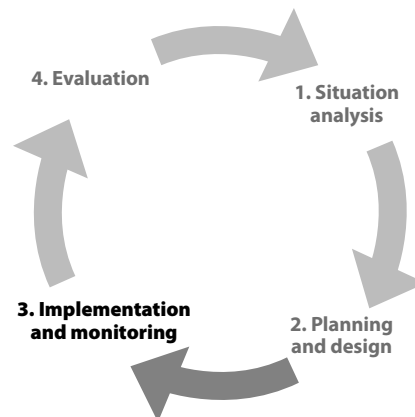 4. Evaluation
1. Situation
analysis
3. Implementation
and monitoring
2. Planning
and design